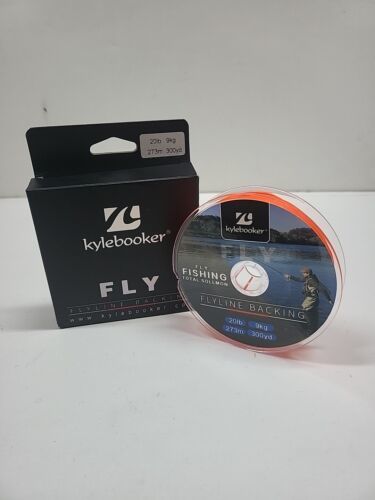 20lb 9kg
273m 300yd
kylebooker®
FLY
FLYLINE BACKING
www.kylebooker.c
kylebooker®
FLY
FLY
FISHING
TOTAL SOLLMON
FLYLINE BACKING
20lb 9kg
273m 300yd